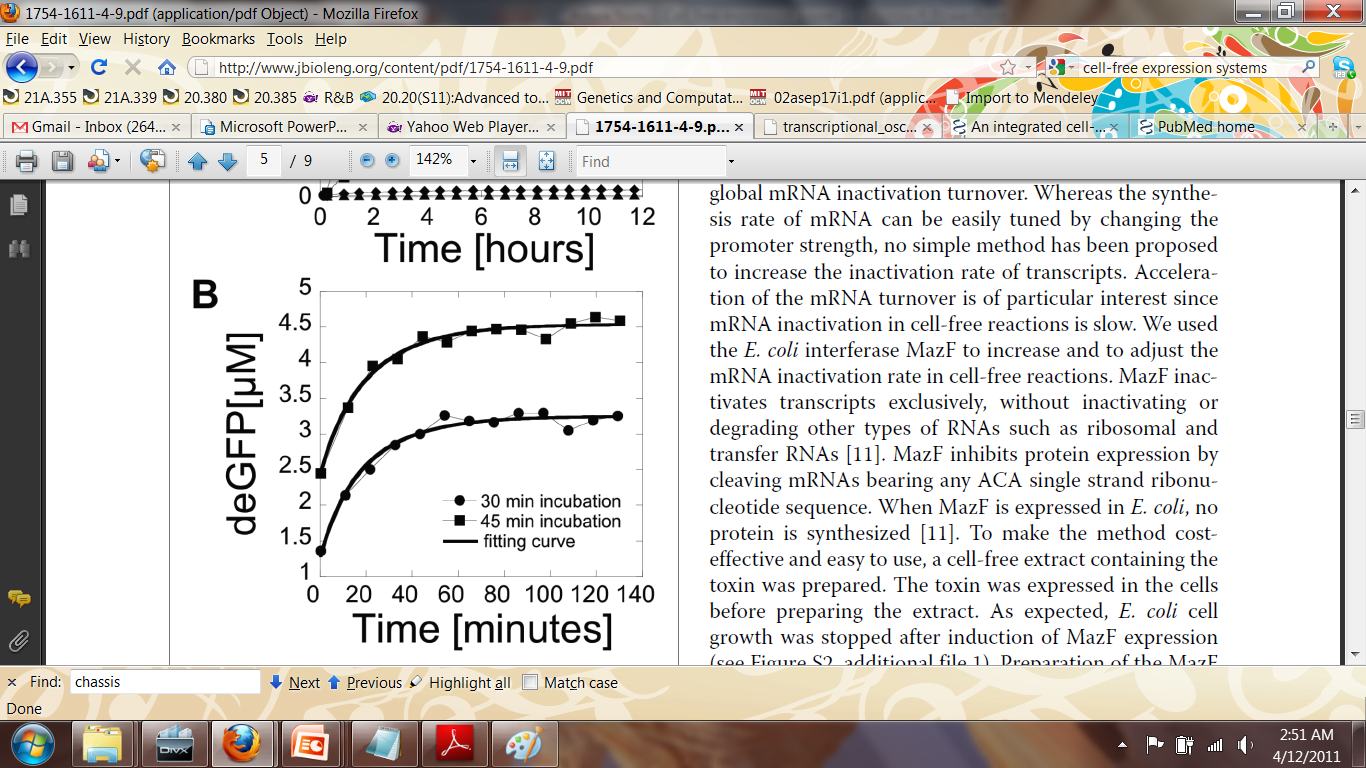 1754-1611-4-9.pdf (application/pdf Object) - Mozilla Firefox
File Edit View History Bookmarks Tools Help
http://www.jbioleng.org/content/pdf/1754-1611-4-9.pdf
cell-free expression systems
21A.355 21A.339 20.380 20.385 R&B 20.20(S11):Advanced to... MIT OCW Genetics and Computat... MIT OCW 02asep17i1.pdf (applic... Import to Mendeley
Gmail - Inbox (264... Microsoft PowerP... Yahoo Web Player... 1754-1611-4-9.p... transcriptional_osc... An integrated cell-... PubMed home
5 / 9 142% Find
0
0 2 4 6 8 10 12
Time [hours]
B
deGFP[µM]
5
4.5
4
3.5
3
2.5
2
1.5
1
30 min incubation
45 min incubation
fitting curve
0 20 40 60 80 100 120 140
Time [minutes]
global mRNA inactivation turnover. Whereas the synthe-
sis rate of mRNA can be easily tuned by changing the
promoter strength, no simple method has been proposed
to increase the inactivation rate of transcripts. Accelera-
tion of the mRNA turnover is of particular interest since
mRNA inactivation in cell-free reactions is slow. We used
the E. coli interferase MazF to increase and to adjust the
mRNA inactivation rate in cell-free reactions. MazF inac-
tivates transcripts exclusively, without inactivating or
degrading other types of RNAs such as ribosomal and
transfer RNAs [11]. MazF inhibits protein expression by
cleaving mRNAs bearing any ACA single strand ribonu-
cleotide sequence. When MazF is expressed in E. coli, no
protein is synthesized [11]. To make the method cost-
effective and easy to use, a cell-free extract containing the
toxin was prepared. The toxin was expressed in the cells
before preparing the extract. As expected, E. coli cell
growth was stopped after induction of MazF expression
(see Figure S2, additional file 1). Preparation of the MazF
Find: chassis Next Previous Highlight all Match case
Done
DIVX
2:51 AM
4/12/2011